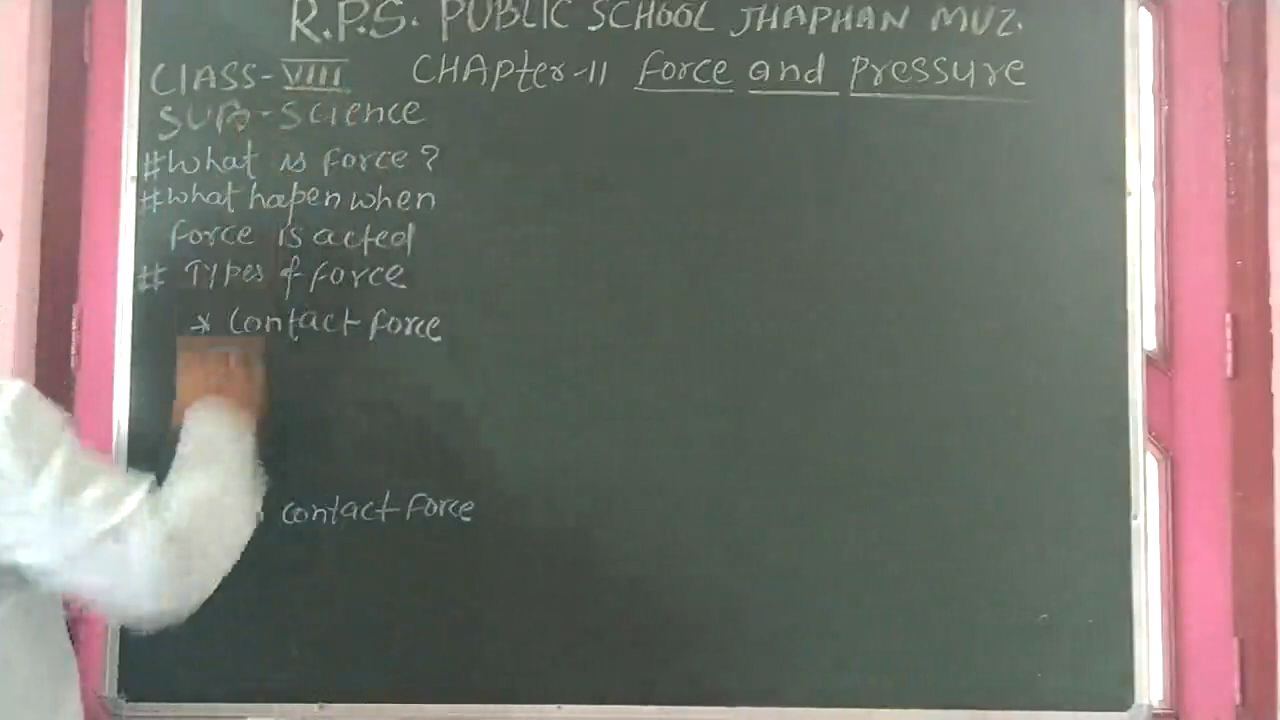 R.P.S. PUBLIC SCHOOL JHAPHAN MUZ.
CLASS-VIII CHAPter-11 force and pressure
SUB-Science
#What is force?
#what hapen when
force is acted
# Types of force
* Contact force
contact force